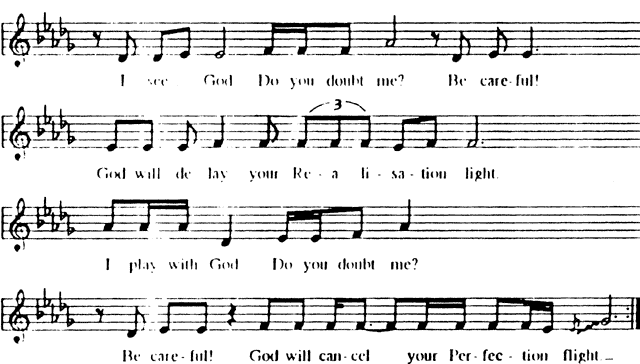 I see God Do you doubt me? Be care-ful!
3
God will de lay your Re - a li - sa - tion light.
I play with God Do you doubt me?
Be care-ful! God will can-cel your Per-fec - tion flight._